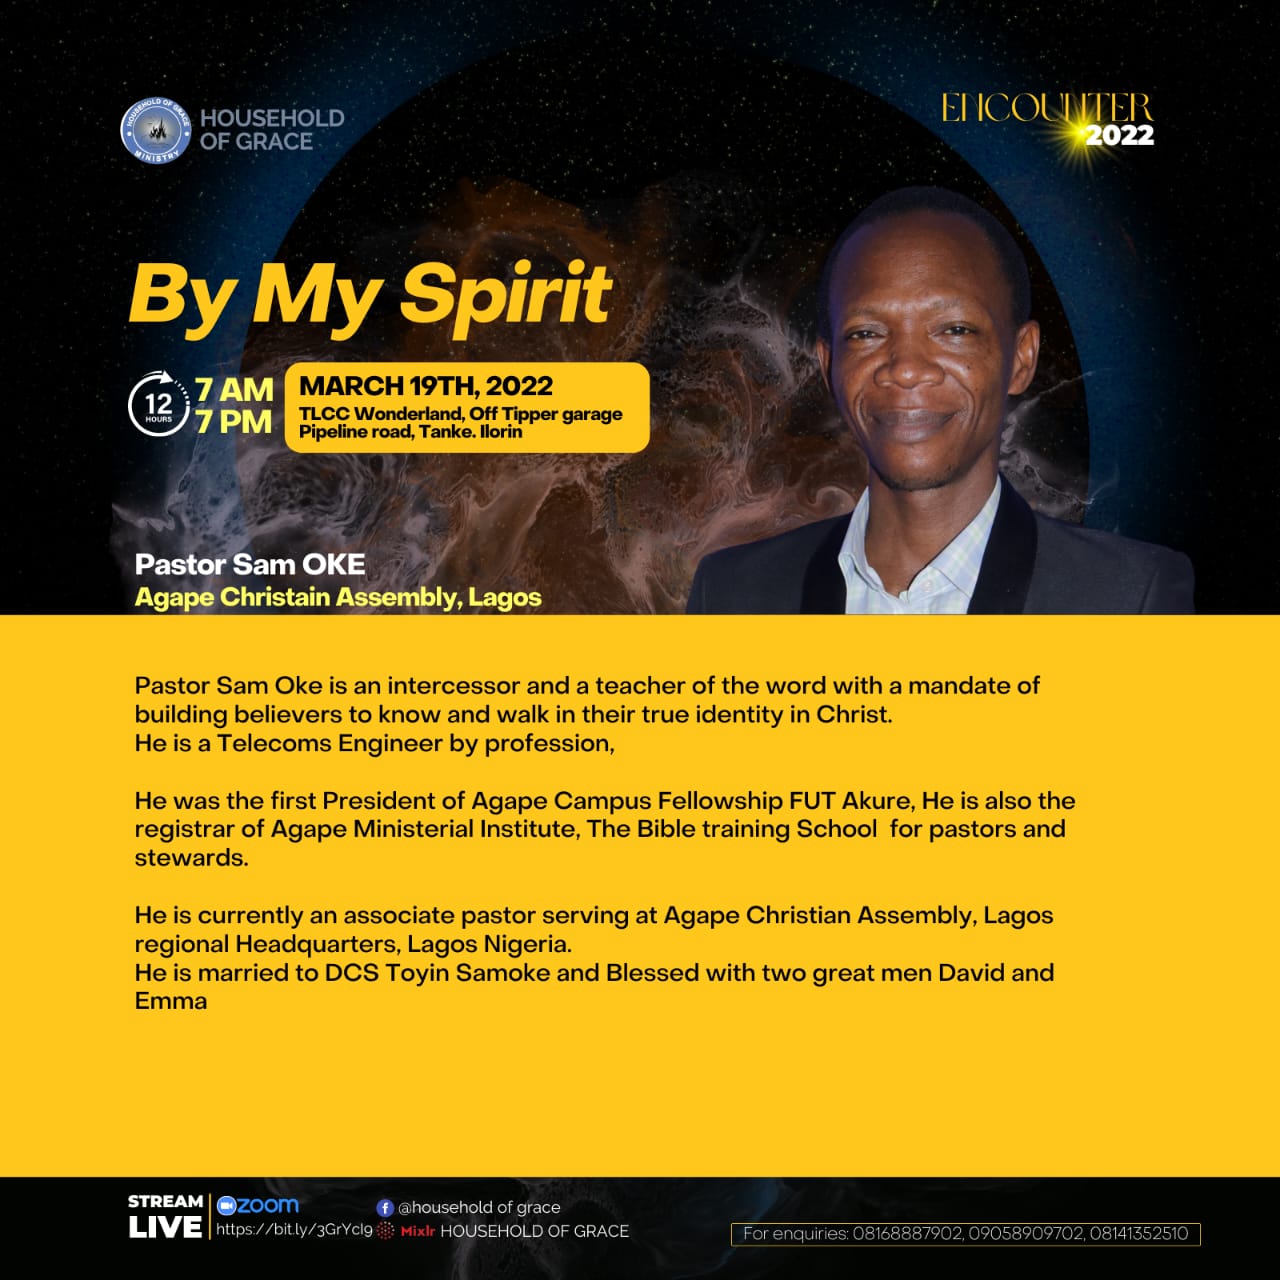 HOUSEHOLD OF GRACE
MINISTRY
HOUSEHOLD
OF GRACE
ENCOUNTER
2022
By My Spirit
12
HOURS
7 AM
7 PM
MARCH 19TH, 2022
TLCC Wonderland, Off Tipper garage
Pipeline road, Tanke. Ilorin
Pastor Sam OKE
Agape Christain Assembly, Lagos
Pastor Sam Oke is an intercessor and a teacher of the word with a mandate of
building believers to know and walk in their true identity in Christ.
He is a Telecoms Engineer by profession,
He was the first President of Agape Campus Fellowship FUT Akure, He is also the
registrar of Agape Ministerial Institute, The Bible training School  for pastors and
stewards.
He is currently an associate pastor serving at Agape Christian Assembly, Lagos
regional Headquarters, Lagos Nigeria.
He is married to DCS Toyin Samoke and Blessed with two great men David and
Emma
STREAM
LIVE
zoom
https://bit.ly/3GrYcI9
@household of grace
Mixlr HOUSEHOLD OF GRACE
For enquiries: 08168887902, 09058909702, 08141352510